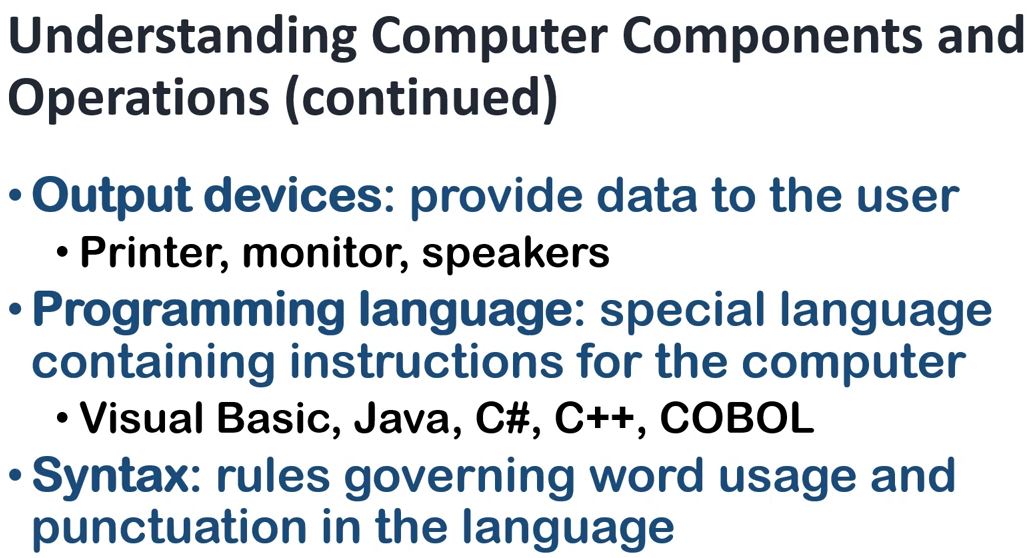 Understanding Computer Components and
Operations (continued)
• Output devices: provide data to the user
• Printer, monitor, speakers
• Programming language: special language
containing instructions for the computer
• Visual Basic, Java, C#, C++, COBOL
• Syntax: rules governing word usage and
punctuation in the language